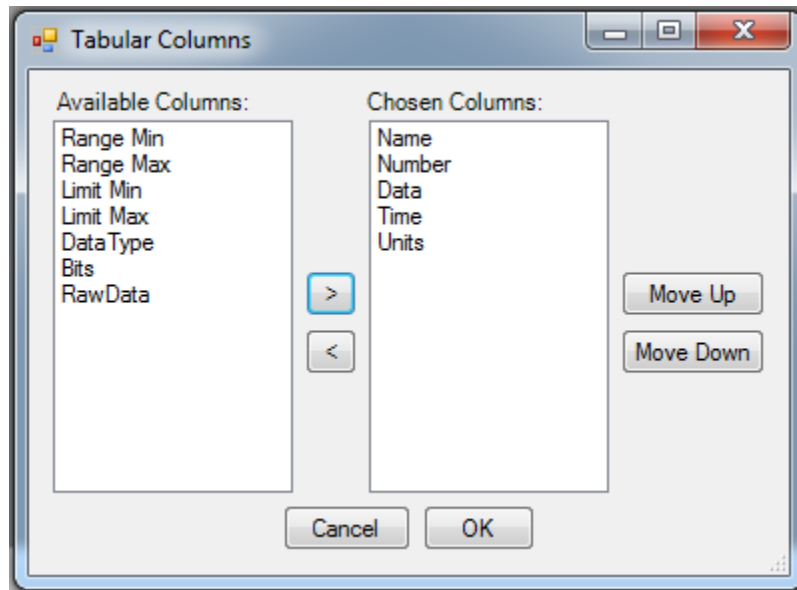 Tabular Columns
Available Columns:
Range Min
Range Max
Limit Min
Limit Max
DataType
Bits
RawData
>
<
Chosen Columns:
Name
Number
Data
Time
Units
Move Up
Move Down
Cancel
OK